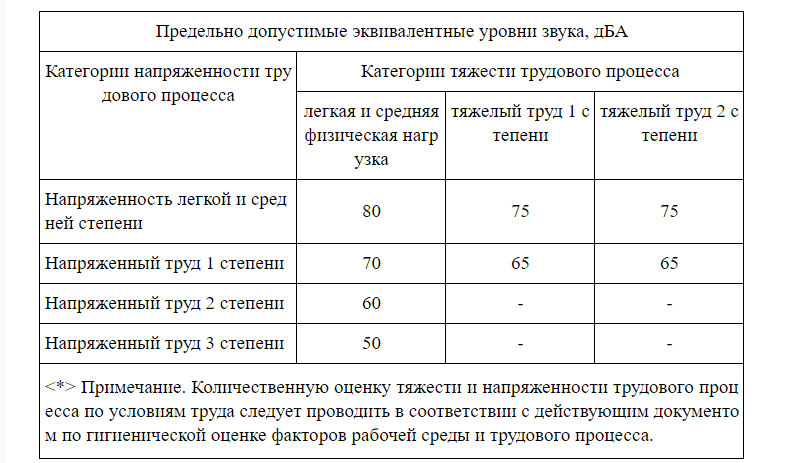 Предельно допустимые эквивалентные уровни звука, дБА
Категории напряженности тру
дового процесса
Категории тяжести трудового процесса
легкая и средняя
физическая нагр
узка
тяжелый труд 1 с
тепени
тяжелый труд 2 с
тепени
Напряженность легкой и сред
ней степени
80
75
75
Напряженный труд 1 степени
70
65
65
Напряженный труд 2 степени
60
-
-
Напряженный труд 3 степени
50
-
-
<*> Примечание. Количественную оценку тяжести и напряженности трудового проц
есса по условиям труда следует проводить в соответствии с действующим документо
м по гигиенической оценке факторов рабочей среды и трудового процесса.